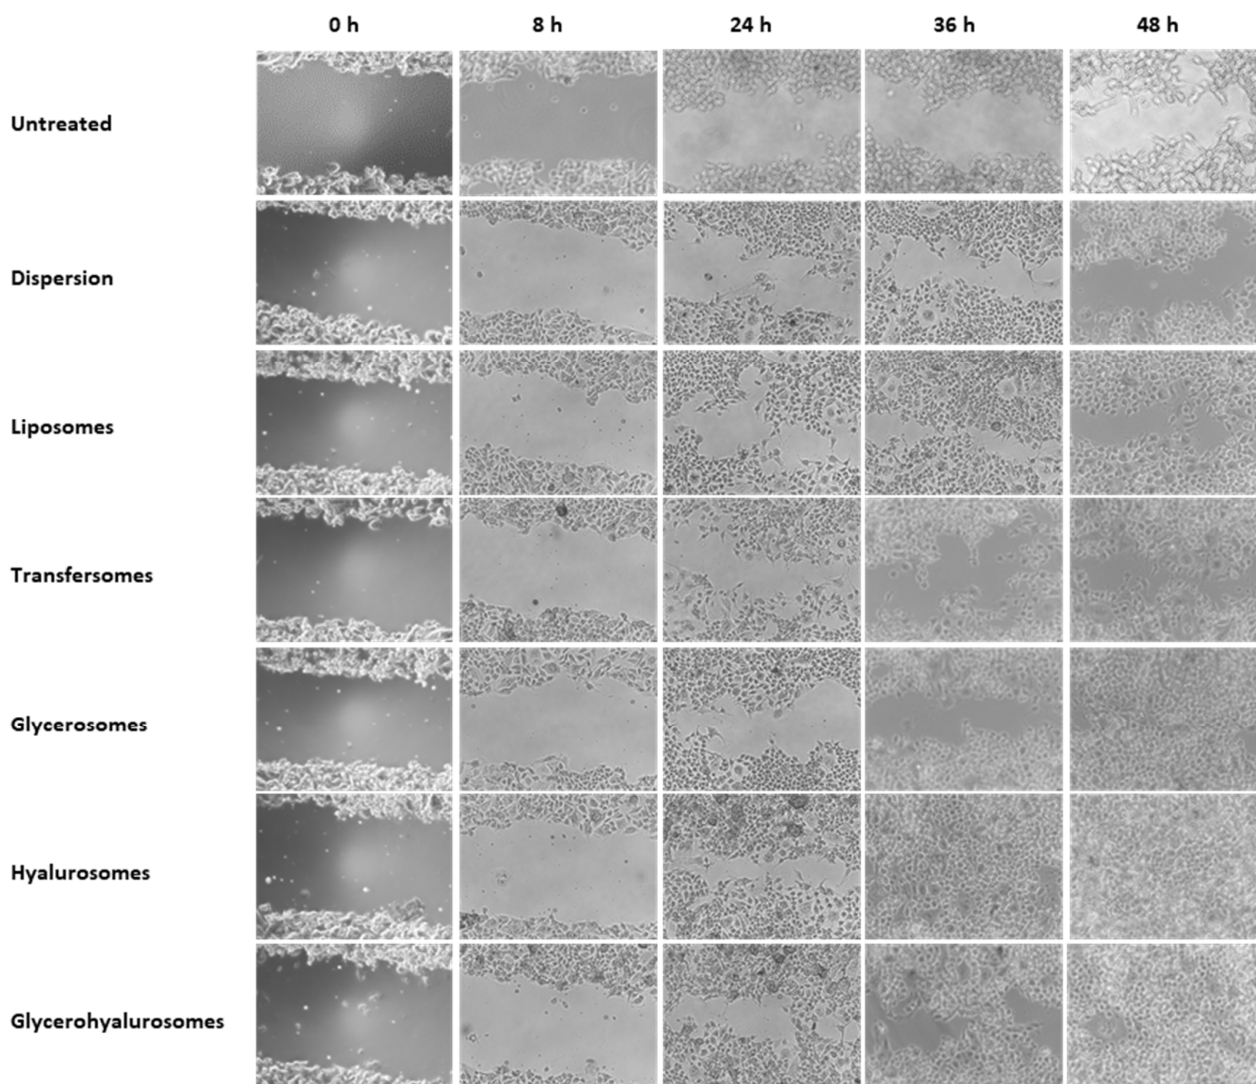 0 h 8 h 24 h 36 h 48 h
Untreated
Dispersion
Liposomes
Transfersomes
Glycerosomes
Hyalurosomes
Glycerohyalurosomes